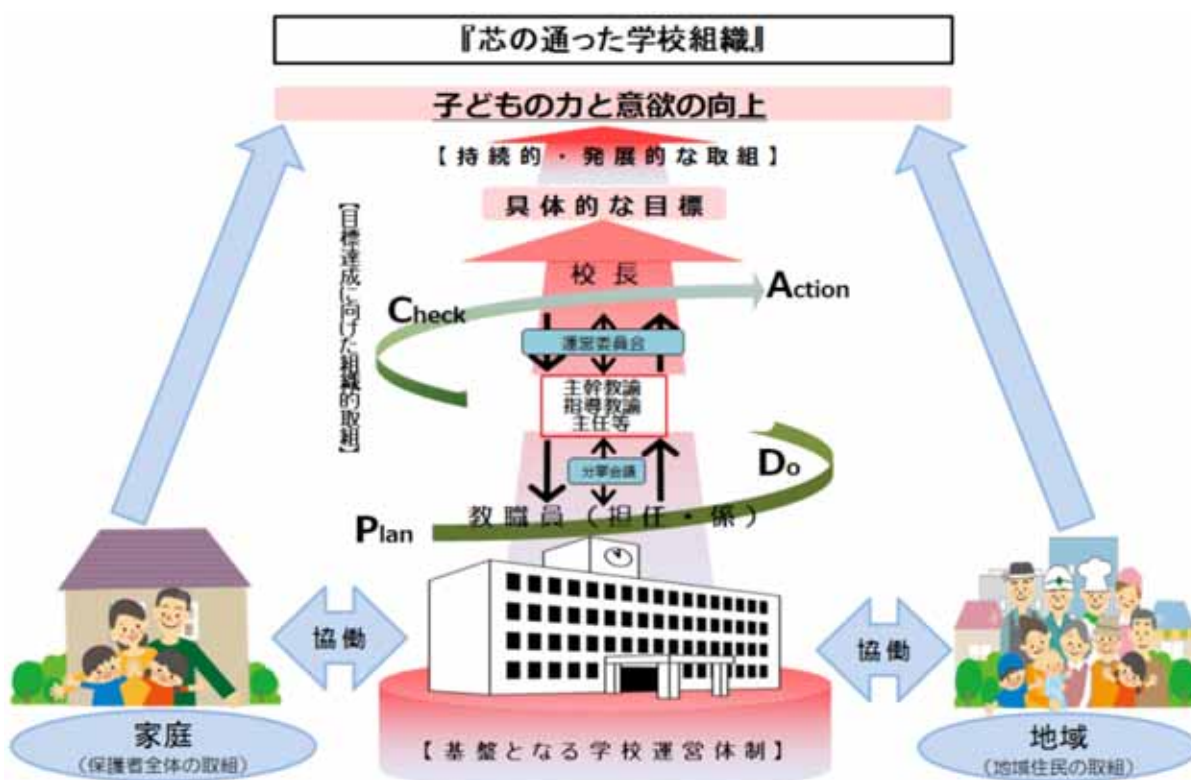 『芯の通った学校組織』
子どもの力と意欲の向上
【持続的・発展的な取組】
具体的な目標
【目標達成に向けた組織的取組】
校長
Check
Action
運営委員会
主幹教諭
指導教諭
主任等
分掌会議
Do
Plan
教職員（担任・係）
協働
協働
家庭
（保護者全体の取組）
【基盤となる学校運営体制】
地域
（地域住民の取組）